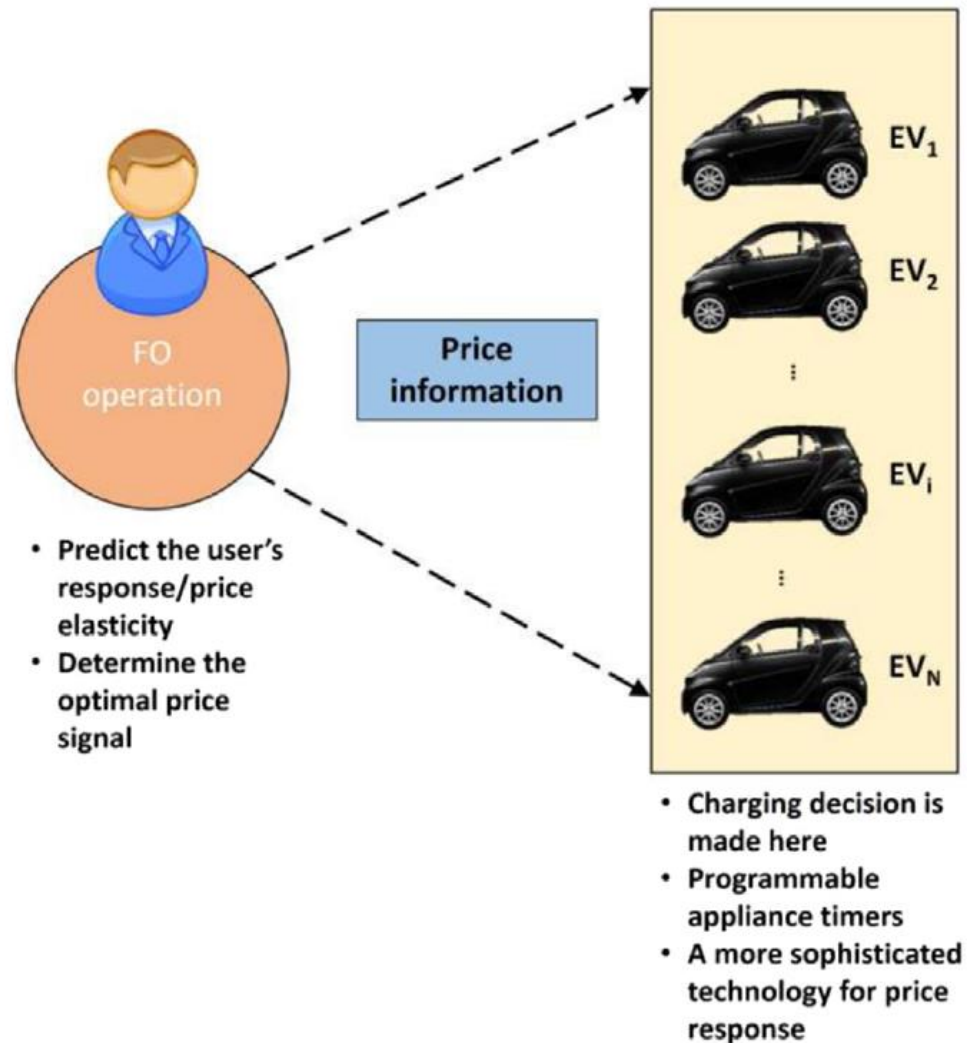 FO
operation
Price
information
EV₁
EV₂
⋮
EVᵢ
⋮
EV_N
• Predict the user's
response/price
elasticity
• Determine the
optimal price
signal
• Charging decision is
made here
• Programmable
appliance timers
• A more sophisticated
technology for price
response